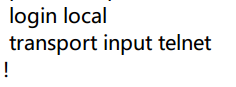 login local
transport input telnet
!